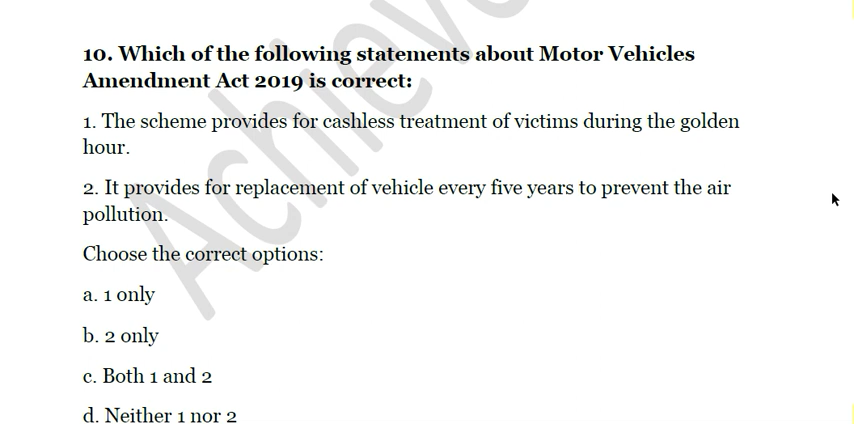 10. Which of the following statements about Motor Vehicles
Amendment Act 2019 is correct:
1. The scheme provides for cashless treatment of victims during the golden
hour.
2. It provides for replacement of vehicle every five years to prevent the air
pollution.
Choose the correct options:
a. 1 only
b. 2 only
c. Both 1 and 2
d. Neither 1 nor 2